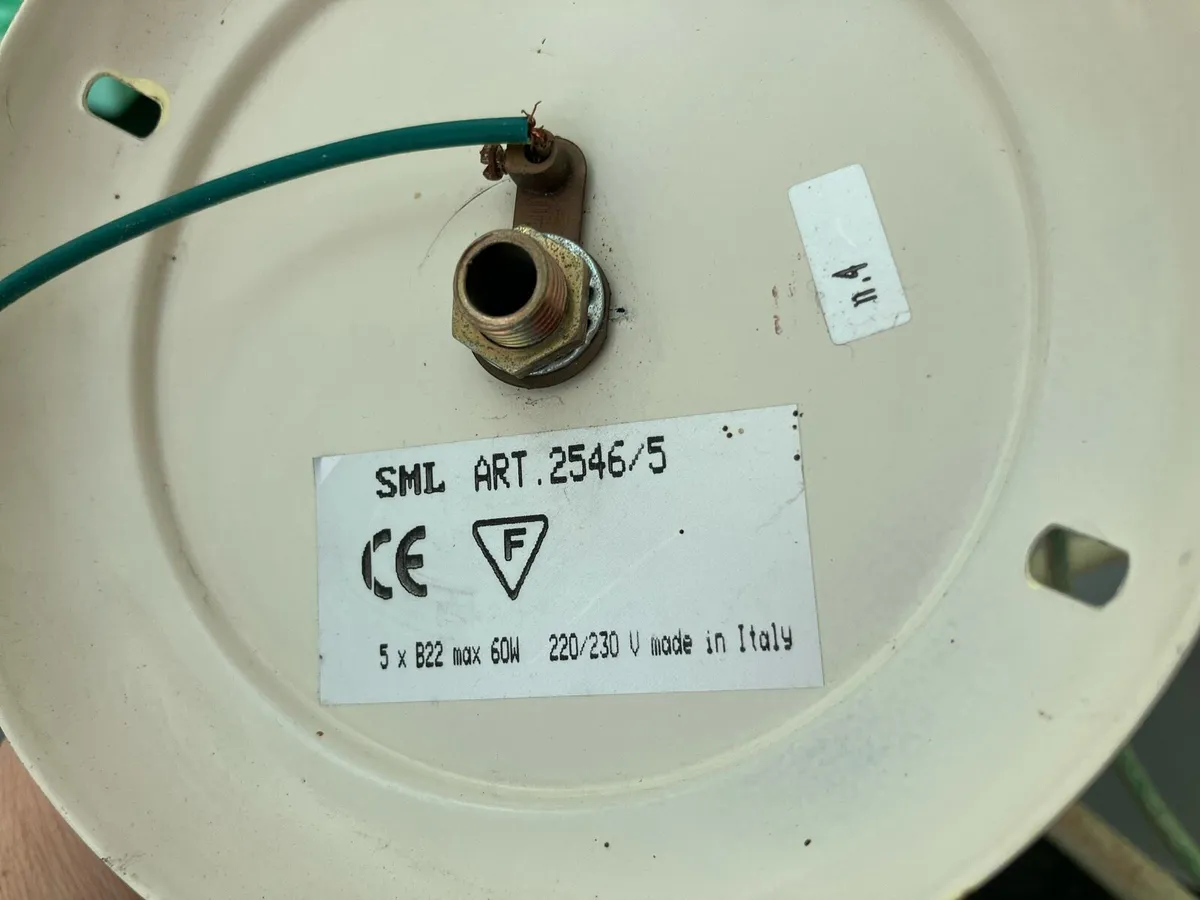 n.4
SML ART.2546/5
CE F
5 x B22 max 60W 220/230 V made in Italy